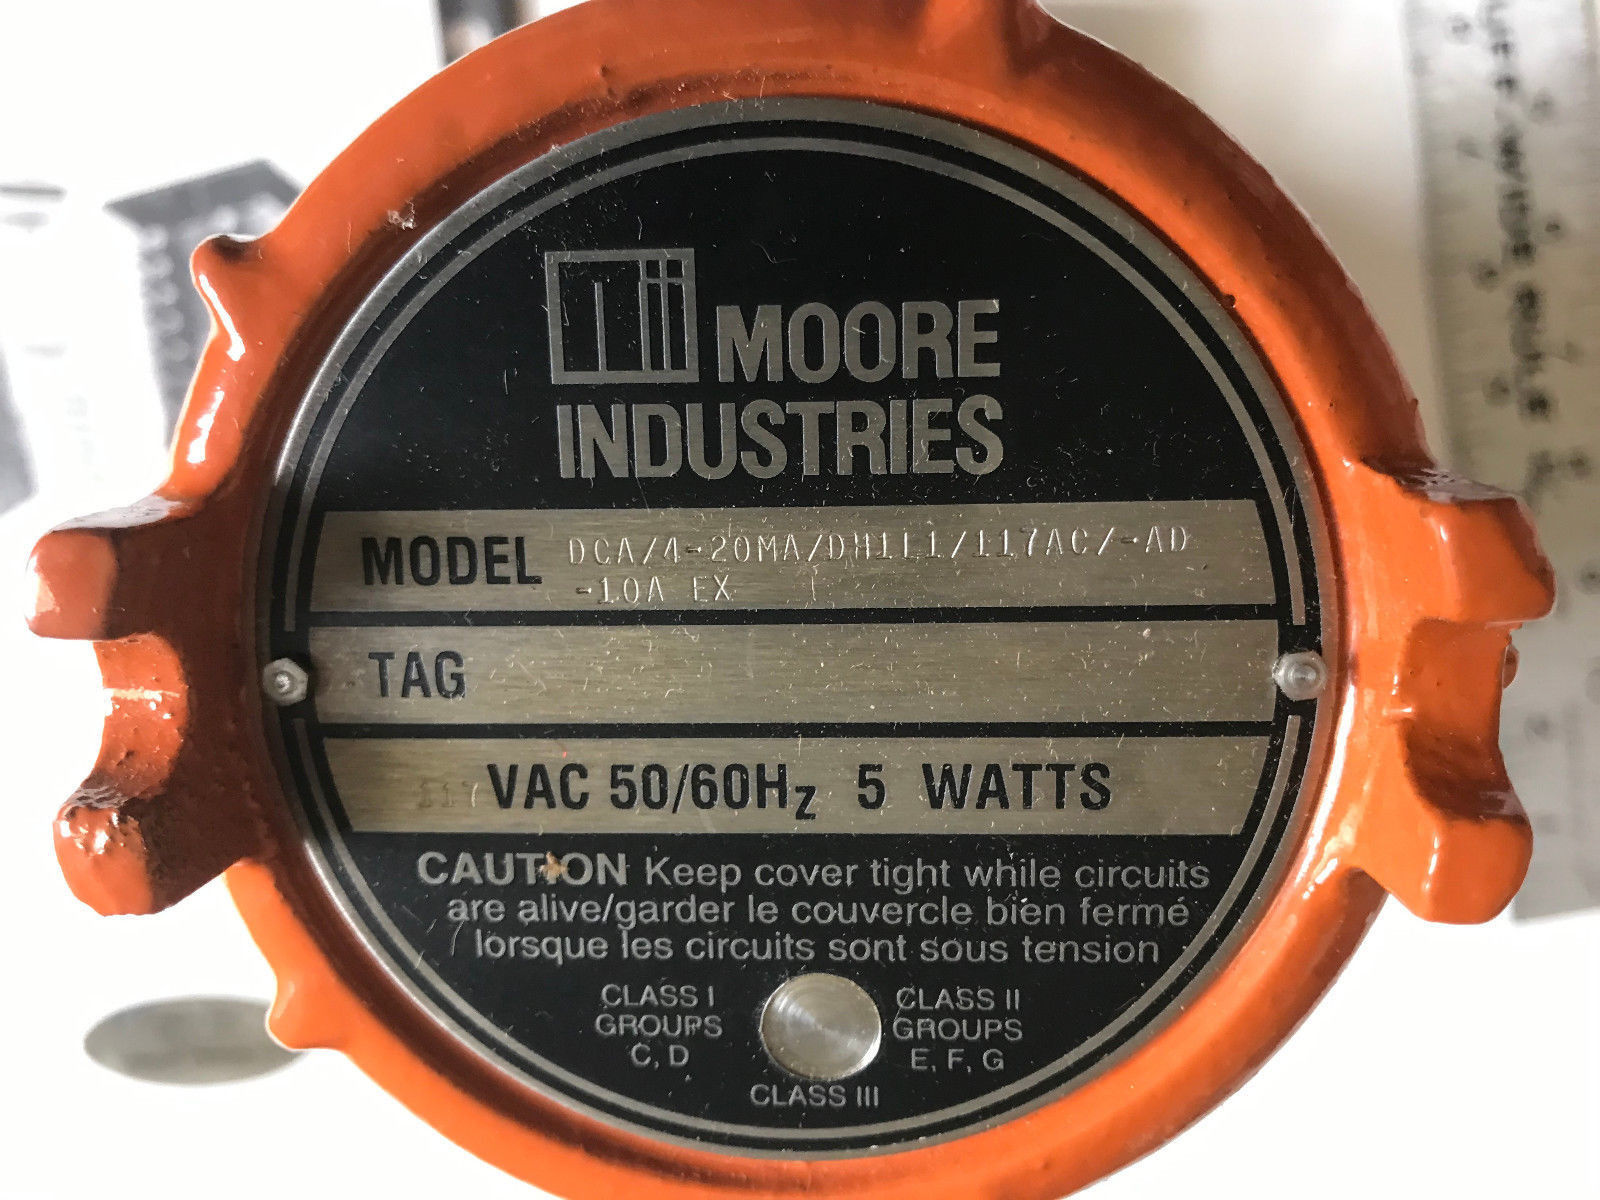 MOORE
INDUSTRIES
MODEL DCA/4-20MA/DH1L1/117AC/-AD
-10A EX
TAG
117 VAC 50/60Hz 5 WATTS
CAUTION Keep cover tight while circuits
are alive/garder le couvercle bien fermé
lorsque les circuits sont sous tension
CLASS I
GROUPS
C, D
CLASS II
GROUPS
E, F, G
CLASS III